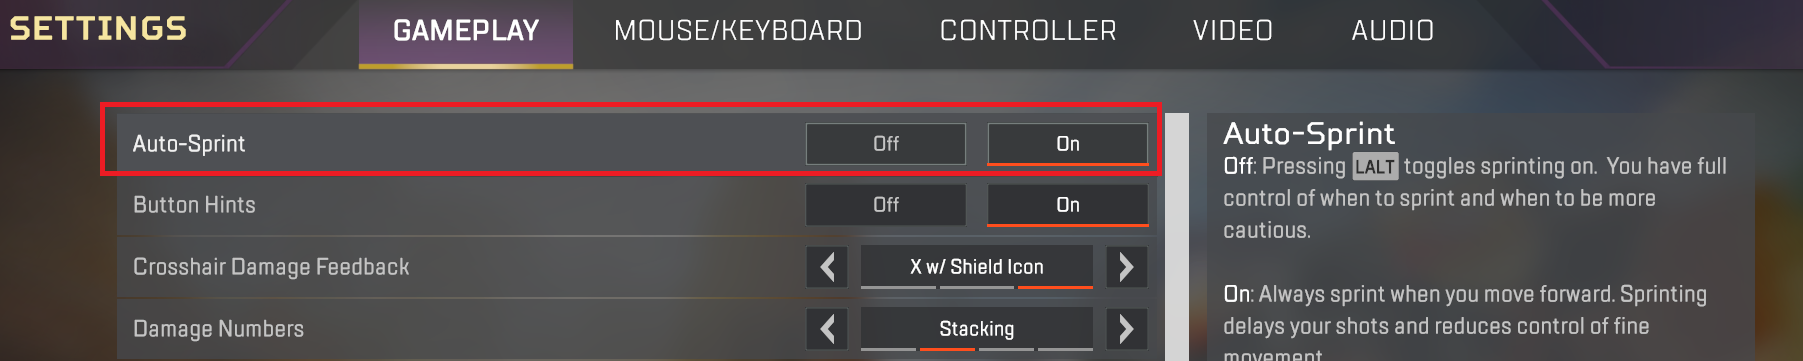 SETTINGS GAMEPLAY MOUSE/KEYBOARD CONTROLLER VIDEO AUDIO
Auto-Sprint Off On
Button Hints Off On
Crosshair Damage Feedback X w/ Shield Icon
Damage Numbers Stacking
Auto-Sprint
Off: Pressing LALT toggles sprinting on. You have full
control of when to sprint and when to be more
cautious.
On: Always sprint when you move forward. Sprinting
delays your shots and reduces control of fine
movement.